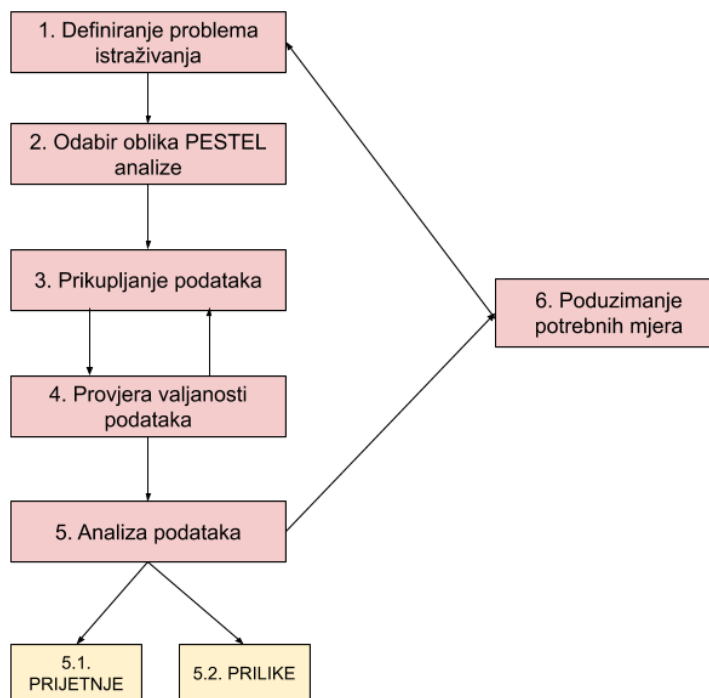 1. Definiranje problema
istraživanja
2. Odabir oblika PESTEL
analize
3. Prikupljanje podataka
4. Provjera valjanosti
podataka
5. Analiza podataka
5.1.
PRIJETNJE
5.2. PRILIKE
6. Poduzimanje
potrebnih mjera